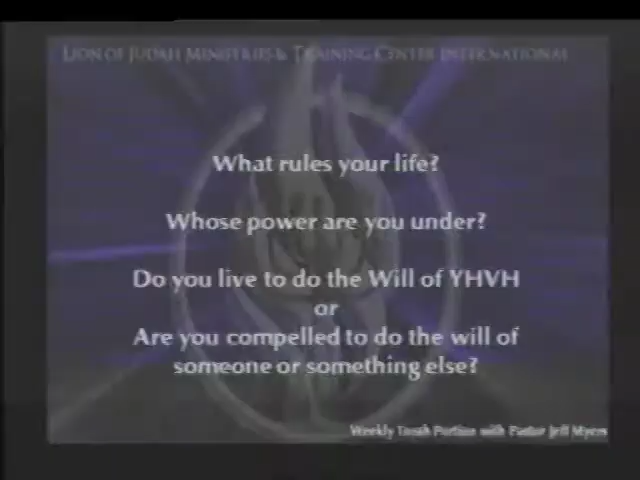 LION OF JUDAH MINISTRIES & TRAINING CENTER INTERNATIONAL
What rules your life?
Whose power are you under?
Do you live to do the Will of YHVH
or
Are you compelled to do the will of
someone or something else?
Weekly Torah Portion with Pastor Jeff Myers